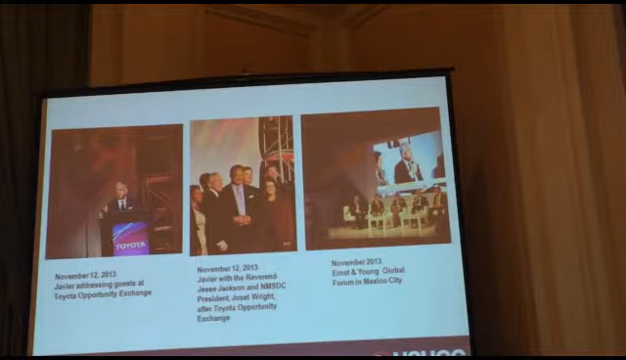 TOYOTA
November 12, 2013
Javier addressing guests at
Toyota Opportunity Exchange
November 12, 2013
Javier with the Reverend
Jesse Jackson and NMSDC
President, Joset Wright,
after Toyota Opportunity
Exchange
November 2013
Ernst & Young Global
Forum in Mexico City